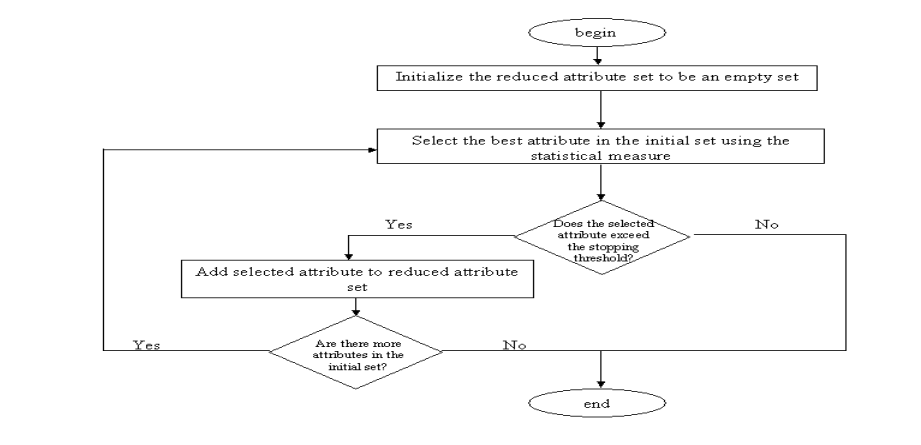 begin
Initialize the reduced attribute set to be an empty set
Select the best attribute in the initial set using the
statistical measure
Does the selected
attribute exceed
the stopping
threshold?
Yes
No
Add selected attribute to reduced attribute
set
Are there more
attributes in the
initial set?
Yes
No
end